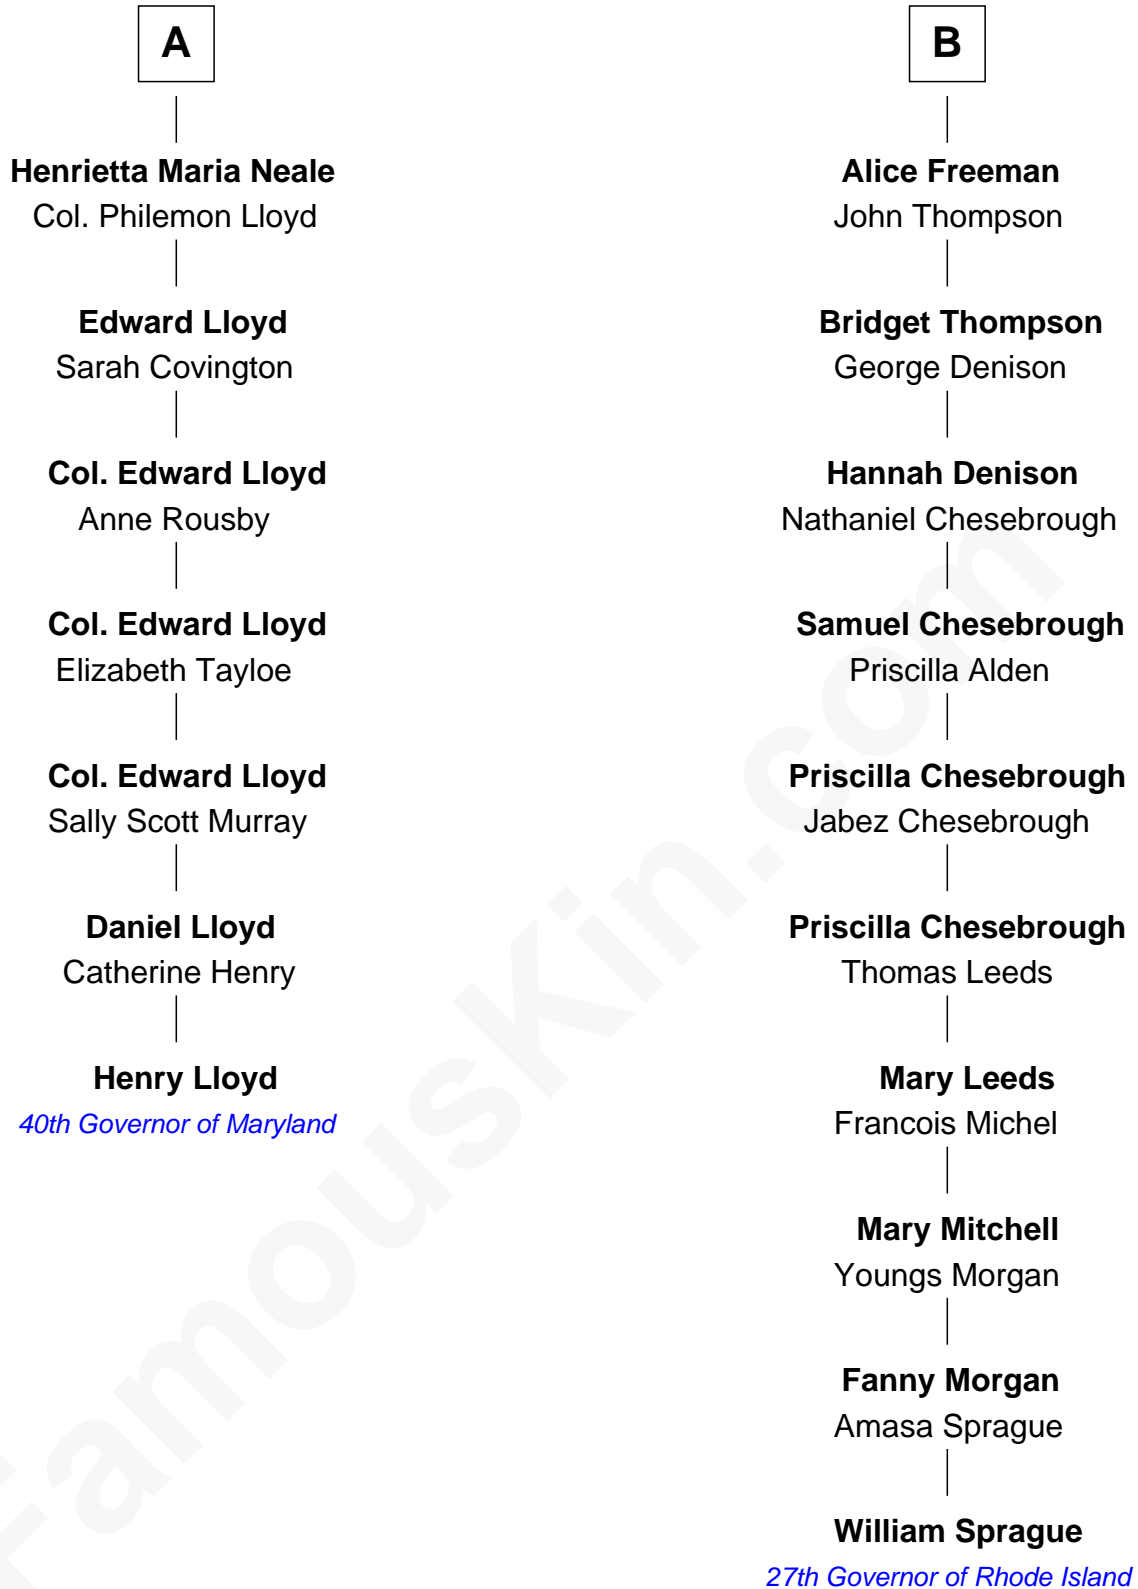 A
Henrietta Maria Neale
Col. Philemon Lloyd
Edward Lloyd
Sarah Covington
Col. Edward Lloyd
Anne Rousby
Col. Edward Lloyd
Elizabeth Tayloe
Col. Edward Lloyd
Sally Scott Murray
Daniel Lloyd
Catherine Henry
Henry Lloyd
40th Governor of Maryland
B
Alice Freeman
John Thompson
Bridget Thompson
George Denison
Hannah Denison
Nathaniel Chesebrough
Samuel Chesebrough
Priscilla Alden
Priscilla Chesebrough
Jabez Chesebrough
Priscilla Chesebrough
Thomas Leeds
Mary Leeds
Francois Michel
Mary Mitchell
Youngs Morgan
Fanny Morgan
Amasa Sprague
William Sprague
27th Governor of Rhode Island
FamousKin.com